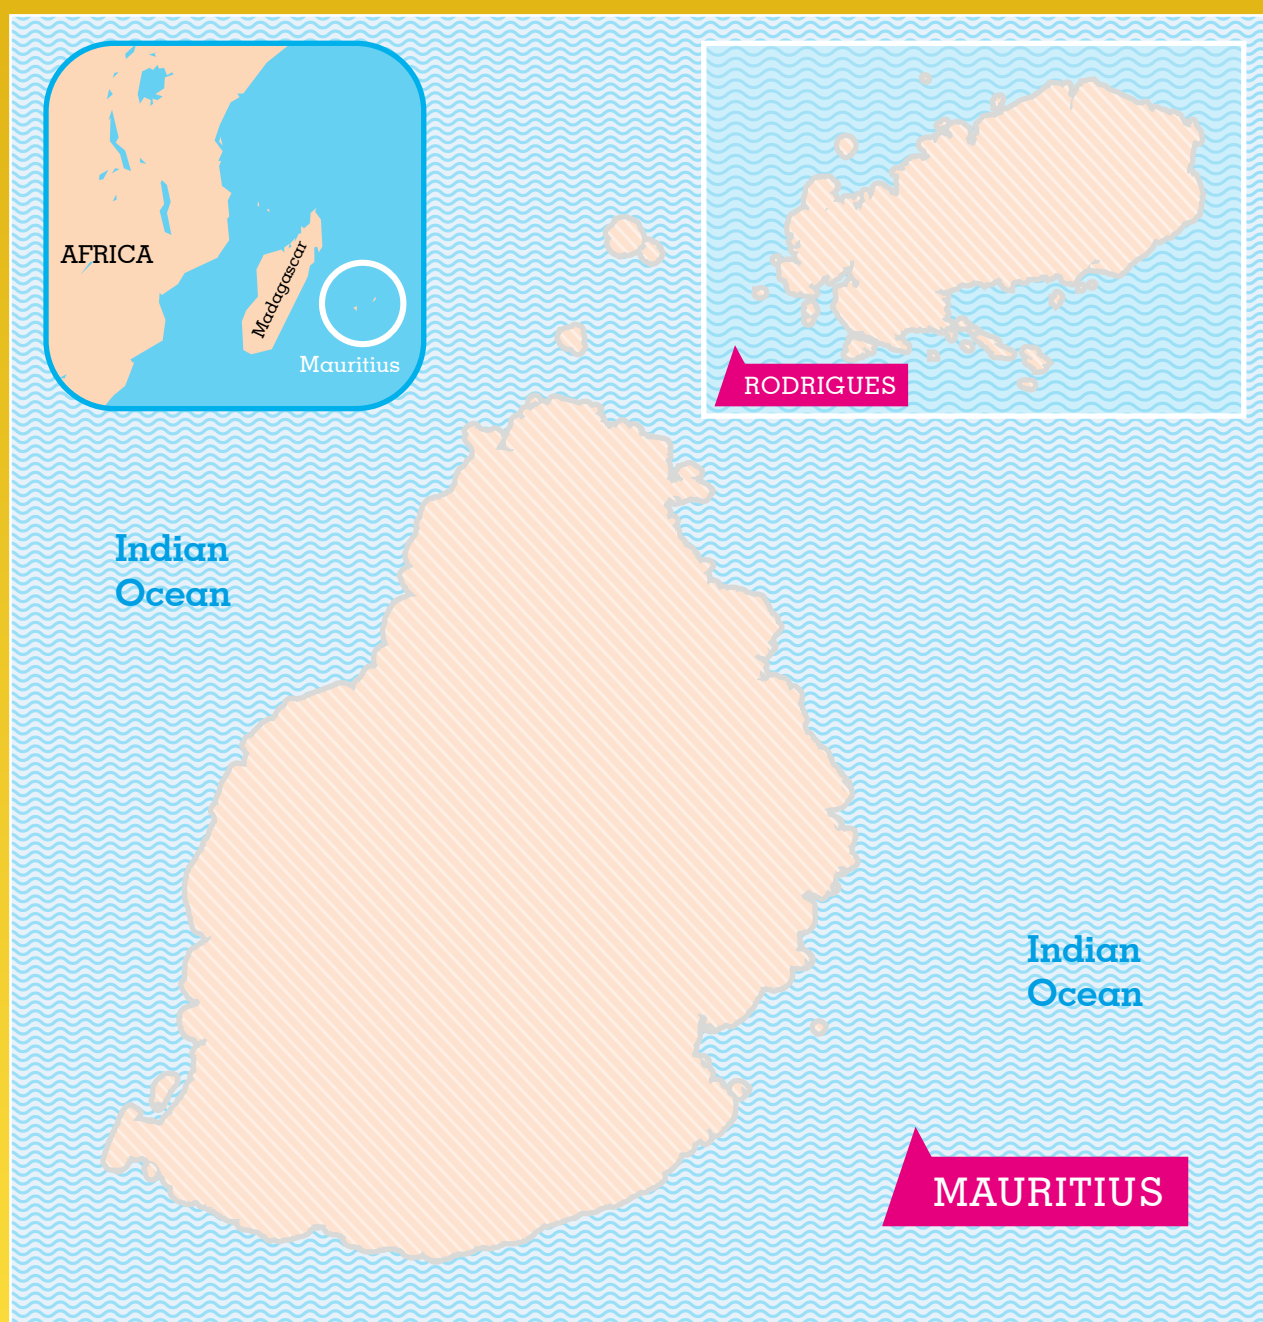 AFRICA
Madagascar
Mauritius
RODRIGUES
Indian
Ocean
Indian
Ocean
MAURITIUS